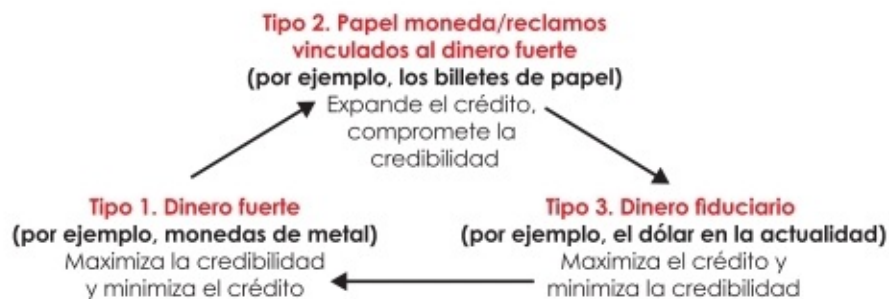 Tipo 2. Papel moneda/reclamos
vinculados al dinero fuerte
(por ejemplo, los billetes de papel)
Expande el crédito,
compromete la
credibilidad
Tipo 1. Dinero fuerte
(por ejemplo, monedas de metal)
Maximiza la credibilidad
y minimiza el crédito
Tipo 3. Dinero fiduciario
(por ejemplo, el dólar en la actualidad)
Maximiza el crédito y
minimiza la credibilidad